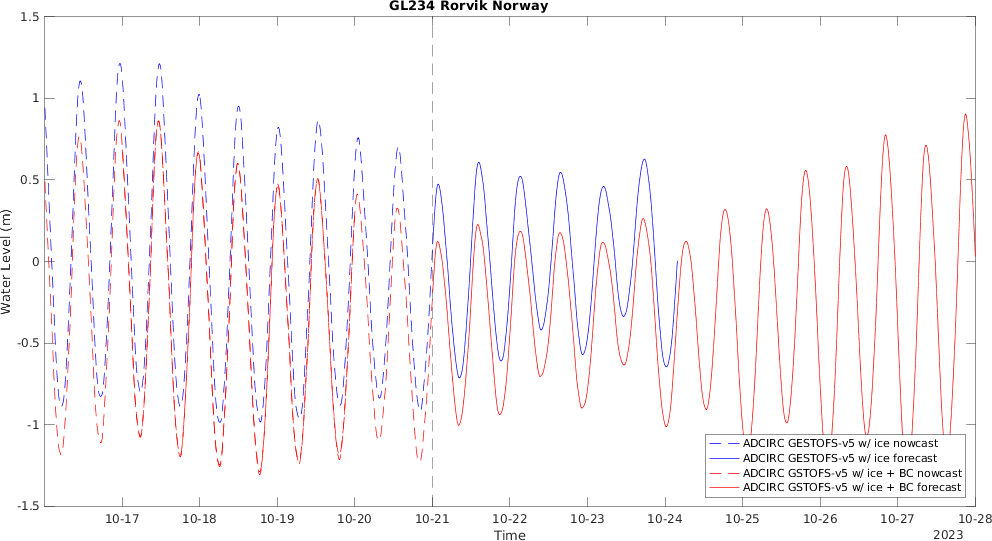 GL234 Rorvik Norway
1.5
1
0.5
0
-0.5
-1
-1.5
Water Level (m)
10-17 10-18 10-19 10-20 10-21 10-22 10-23 10-24 10-25 10-26 10-27 10-28
Time
2023
ADCIRC GESTOFS-v5 w/ ice nowcast
ADCIRC GESTOFS-v5 w/ ice forecast
ADCIRC GSTOFS-v5 w/ ice + BC nowcast
ADCIRC GSTOFS-v5 w/ ice + BC forecast